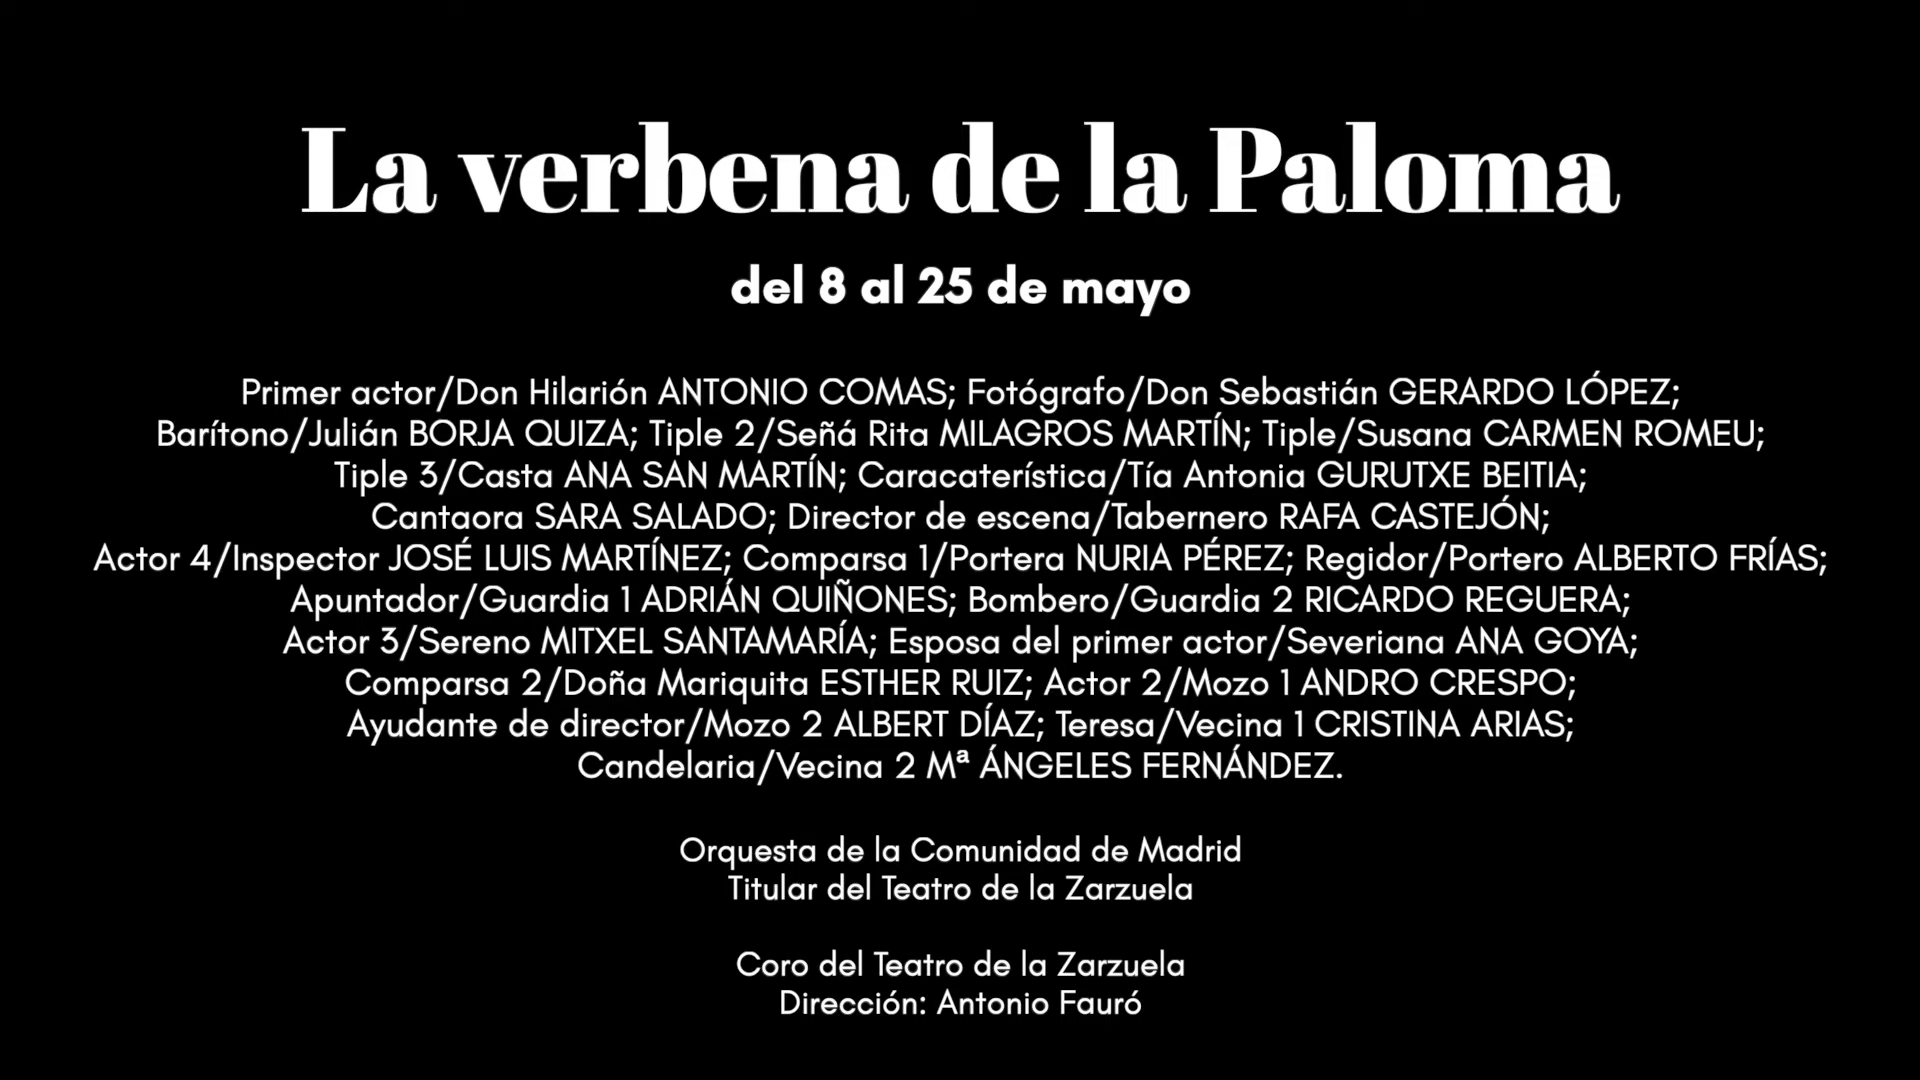 La verbena de la Paloma
del 8 al 25 de mayo
Primer actor/Don Hilarión ANTONIO COMAS; Fotógrafo/Don Sebastián GERARDO LÓPEZ;
Barítono/Julián BORJA QUIZA; Tiple 2/Señá Rita MILAGROS MARTÍN; Tiple/Susana CARMEN ROMEU;
Tiple 3/Casta ANA SAN MARTÍN; Caracaterística/Tía Antonia GURUTXE BEITIA;
Cantaora SARA SALADO; Director de escena/Tabernero RAFA CASTEJÓN;
Actor 4/Inspector JOSÉ LUIS MARTÍNEZ; Comparsa 1/Portera NURIA PÉREZ; Regidor/Portero ALBERTO FRÍAS;
Apuntador/Guardia 1 ADRIÁN QUIÑONES; Bombero/Guardia 2 RICARDO REGUERA;
Actor 3/Sereno MITXEL SANTAMARÍA; Esposa del primer actor/Severiana ANA GOYA;
Comparsa 2/Doña Mariquita ESTHER RUIZ; Actor 2/Mozo 1 ANDRO CRESPO;
Ayudante de director/Mozo 2 ALBERT DÍAZ; Teresa/Vecina 1 CRISTINA ARIAS;
Candelaria/Vecina 2 Mª ÁNGELES FERNÁNDEZ.
Orquesta de la Comunidad de Madrid
Titular del Teatro de la Zarzuela
Coro del Teatro de la Zarzuela
Dirección: Antonio Fauró